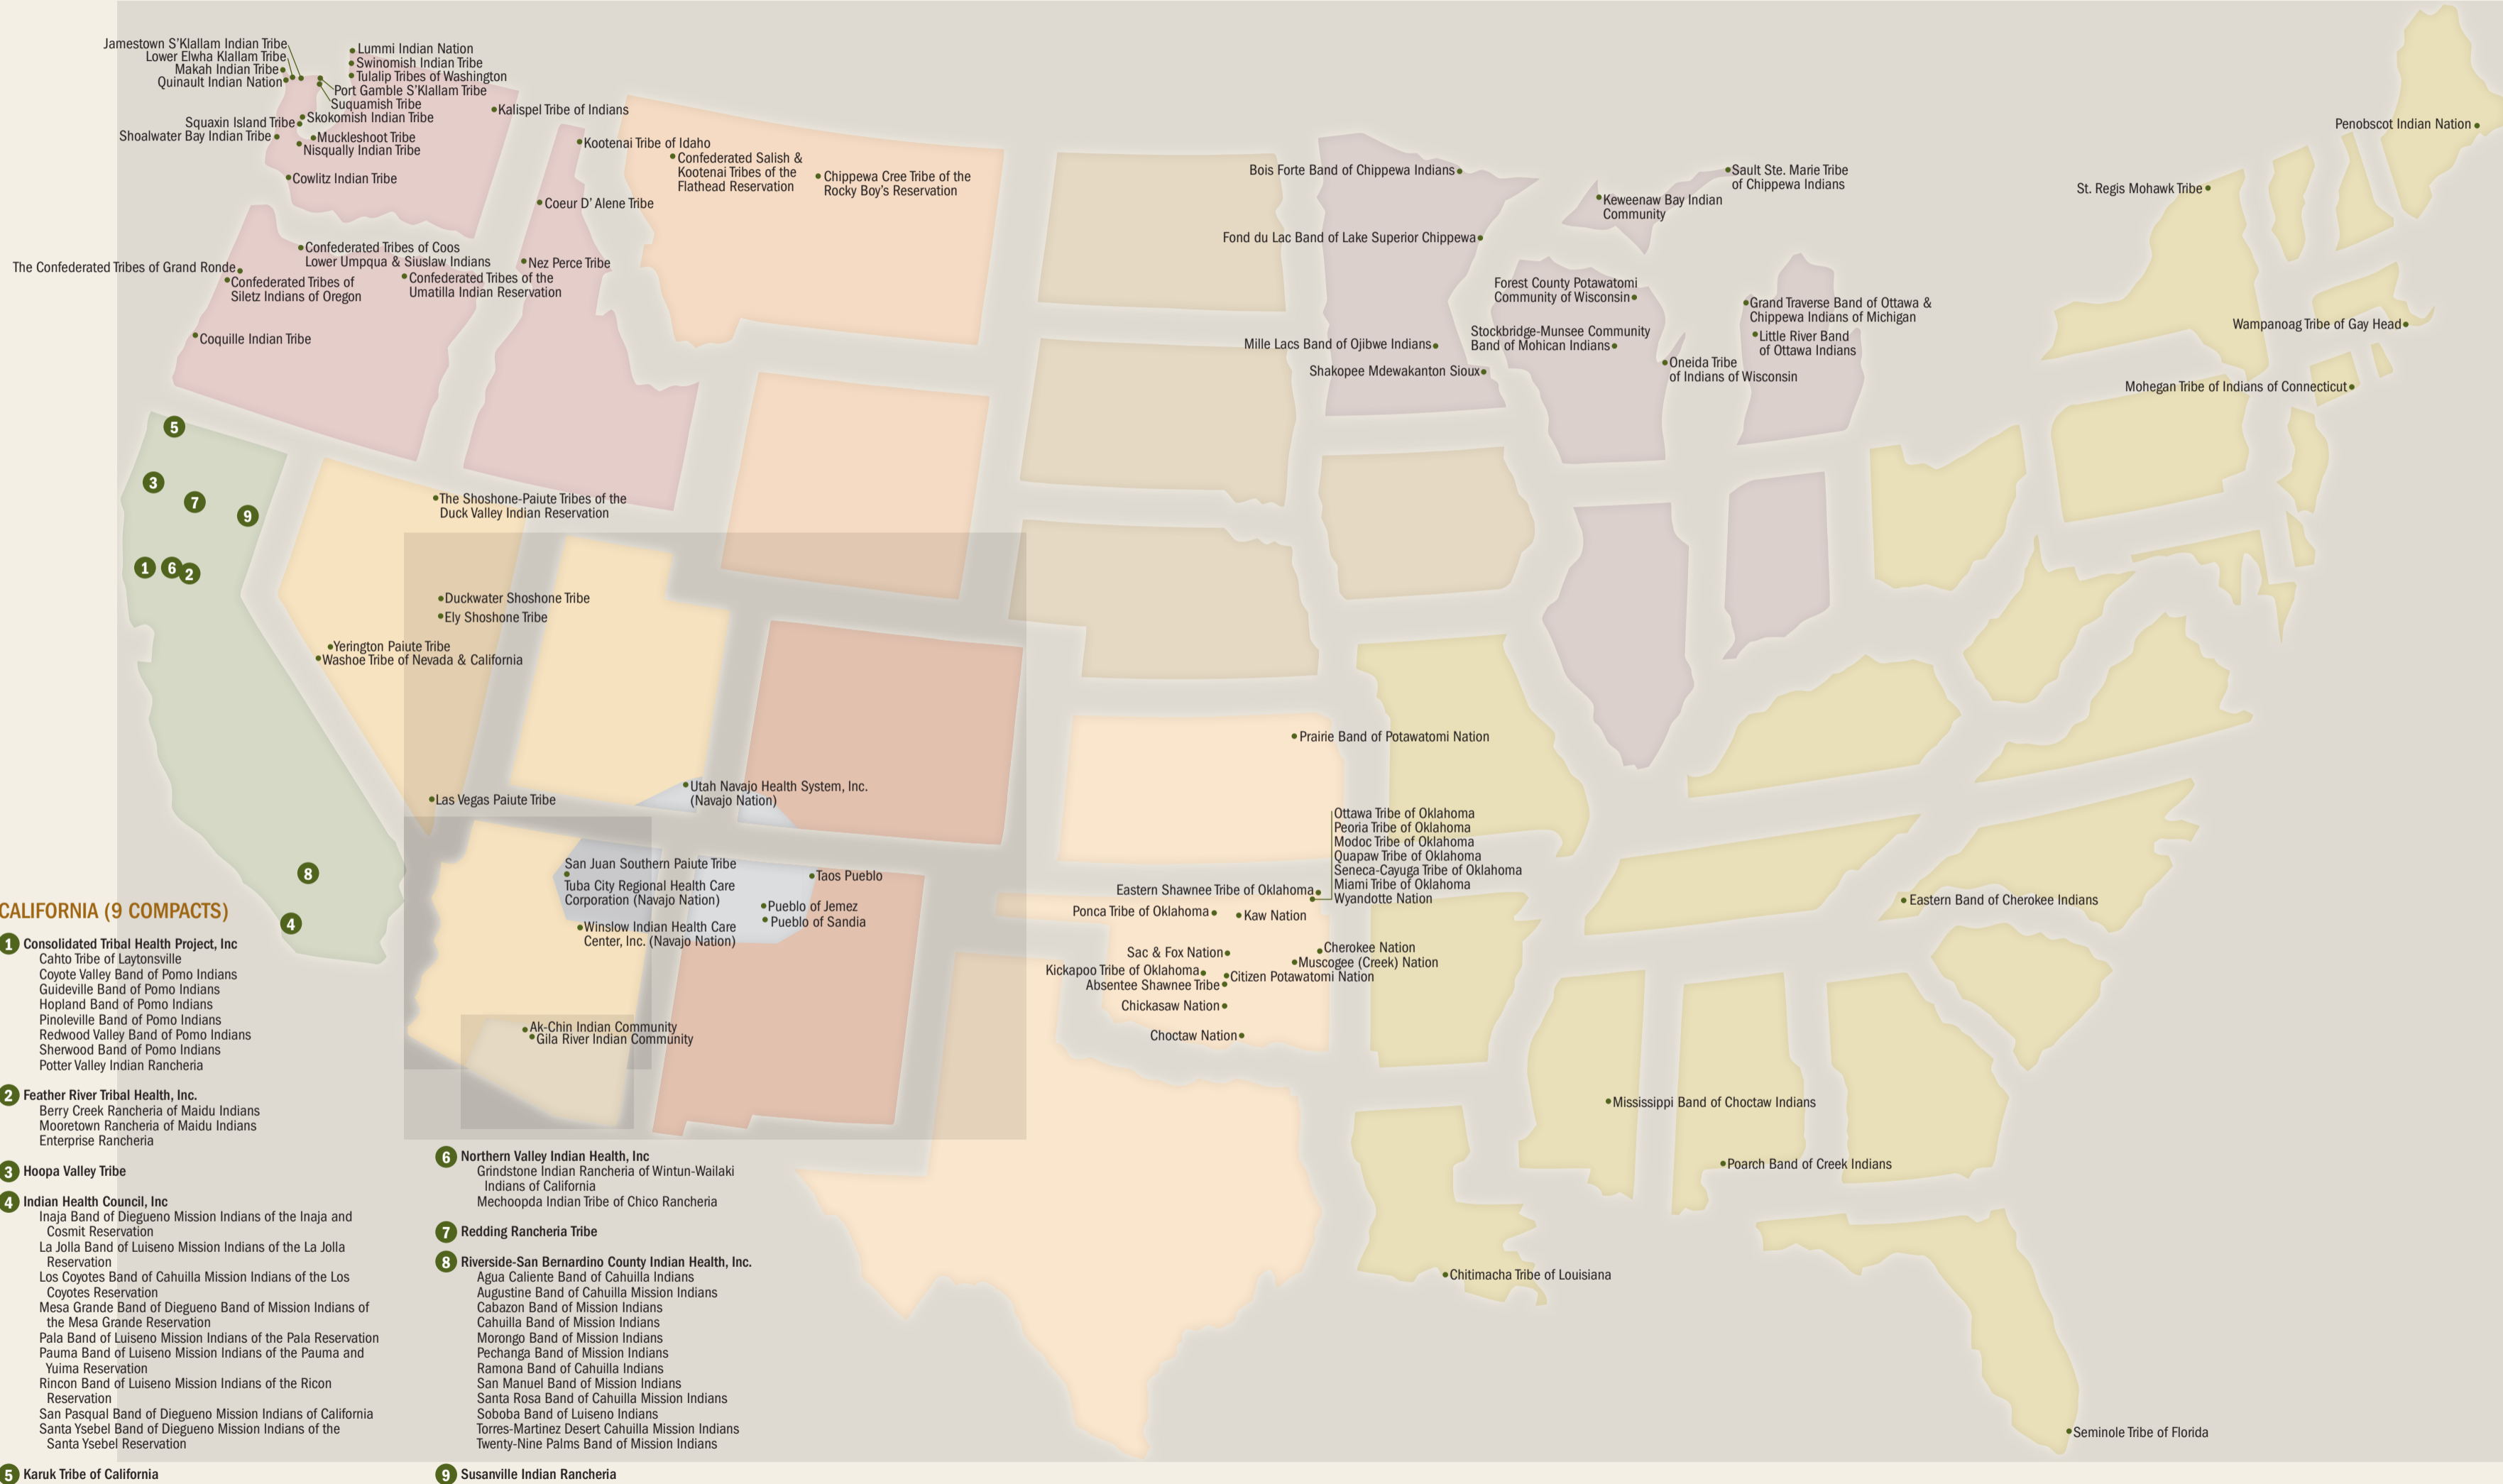 Jamestown S'Klallam Indian Tribe
Lower Elwha Klallam Tribe
Makah Indian Tribe
Quinault Indian Nation
Lummi Indian Nation
Swinomish Indian Tribe
Tulalip Tribes of Washington
Port Gamble S'Klallam Tribe
Suquamish Tribe
Skokomish Indian Tribe
Squaxin Island Tribe
Shoalwater Bay Indian Tribe
Muckleshoot Tribe
Nisqually Indian Tribe
Cowlitz Indian Tribe
Kalispel Tribe of Indians
Kootenai Tribe of Idaho
Coeur D' Alene Tribe
Nez Perce Tribe
Confederated Salish &
Kootenai Tribes of the
Flathead Reservation
Chippewa Cree Tribe of the
Rocky Boy's Reservation
Confederated Tribes of Coos
Lower Umpqua & Siuslaw Indians
The Confederated Tribes of Grand Ronde
Confederated Tribes of
Siletz Indians of Oregon
Confederated Tribes of the
Umatilla Indian Reservation
Coquille Indian Tribe
Bois Forte Band of Chippewa Indians
Fond du Lac Band of Lake Superior Chippewa
Mille Lacs Band of Ojibwe Indians
Shakopee Mdewakanton Sioux
Sault Ste. Marie Tribe
of Chippewa Indians
Keweenaw Bay Indian
Community
Forest County Potawatomi
Community of Wisconsin
Stockbridge-Munsee Community
Band of Mohican Indians
Oneida Tribe
of Indians of Wisconsin
Grand Traverse Band of Ottawa &
Chippewa Indians of Michigan
Little River Band
of Ottawa Indians
Penobscot Indian Nation
St. Regis Mohawk Tribe
Wampanoag Tribe of Gay Head
Mohegan Tribe of Indians of Connecticut
5
3
7
9
1
6
2
8
4
The Shoshone-Paiute Tribes of the
Duck Valley Indian Reservation
Duckwater Shoshone Tribe
Ely Shoshone Tribe
Yerington Paiute Tribe
Washoe Tribe of Nevada & California
Las Vegas Paiute Tribe
Utah Navajo Health System, Inc.
(Navajo Nation)
San Juan Southern Paiute Tribe
Tuba City Regional Health Care
Corporation (Navajo Nation)
Winslow Indian Health Care
Center, Inc. (Navajo Nation)
Taos Pueblo
Pueblo of Jemez
Pueblo of Sandia
Ak-Chin Indian Community
Gila River Indian Community
Prairie Band of Potawatomi Nation
Ottawa Tribe of Oklahoma
Peoria Tribe of Oklahoma
Modoc Tribe of Oklahoma
Quapaw Tribe of Oklahoma
Seneca-Cayuga Tribe of Oklahoma
Miami Tribe of Oklahoma
Wyandotte Nation
Eastern Shawnee Tribe of Oklahoma
Ponca Tribe of Oklahoma
Kaw Nation
Sac & Fox Nation
Cherokee Nation
Muscogee (Creek) Nation
Kickapoo Tribe of Oklahoma
Citizen Potawatomi Nation
Absentee Shawnee Tribe
Chickasaw Nation
Choctaw Nation
Eastern Band of Cherokee Indians
Mississippi Band of Choctaw Indians
Poarch Band of Creek Indians
Chitimacha Tribe of Louisiana
Seminole Tribe of Florida
CALIFORNIA (9 COMPACTS)
1 Consolidated Tribal Health Project, Inc
Cahto Tribe of Laytonsville
Coyote Valley Band of Pomo Indians
Guideville Band of Pomo Indians
Hopland Band of Pomo Indians
Pinoleville Band of Pomo Indians
Redwood Valley Band of Pomo Indians
Sherwood Band of Pomo Indians
Potter Valley Indian Rancheria
2 Feather River Tribal Health, Inc.
Berry Creek Rancheria of Maidu Indians
Mooretown Rancheria of Maidu Indians
Enterprise Rancheria
3 Hoopa Valley Tribe
4 Indian Health Council, Inc
Inaja Band of Diegueno Mission Indians of the Inaja and
Cosmit Reservation
La Jolla Band of Luiseno Mission Indians of the La Jolla
Reservation
Los Coyotes Band of Cahuilla Mission Indians of the Los
Coyotes Reservation
Mesa Grande Band of Diegueno Band of Mission Indians of
the Mesa Grande Reservation
Pala Band of Luiseno Mission Indians of the Pala Reservation
Pauma Band of Luiseno Mission Indians of the Pauma and
Yuima Reservation
Rincon Band of Luiseno Mission Indians of the Ricon
Reservation
San Pasqual Band of Diegueno Mission Indians of California
Santa Ysebel Band of Diegueno Mission Indians of the
Santa Ysebel Reservation
5 Karuk Tribe of California
6 Northern Valley Indian Health, Inc
Grindstone Indian Rancheria of Wintun-Wailaki
Indians of California
Mechoopda Indian Tribe of Chico Rancheria
7 Redding Rancheria Tribe
8 Riverside-San Bernardino County Indian Health, Inc.
Agua Caliente Band of Cahuilla Indians
Augustine Band of Cahuilla Mission Indians
Cabazon Band of Mission Indians
Cahuilla Band of Mission Indians
Morongo Band of Mission Indians
Pechanga Band of Mission Indians
Ramona Band of Cahuilla Indians
San Manuel Band of Mission Indians
Santa Rosa Band of Cahuilla Mission Indians
Soboba Band of Luiseno Indians
Torres-Martinez Desert Cahuilla Mission Indians
Twenty-Nine Palms Band of Mission Indians
9 Susanville Indian Rancheria